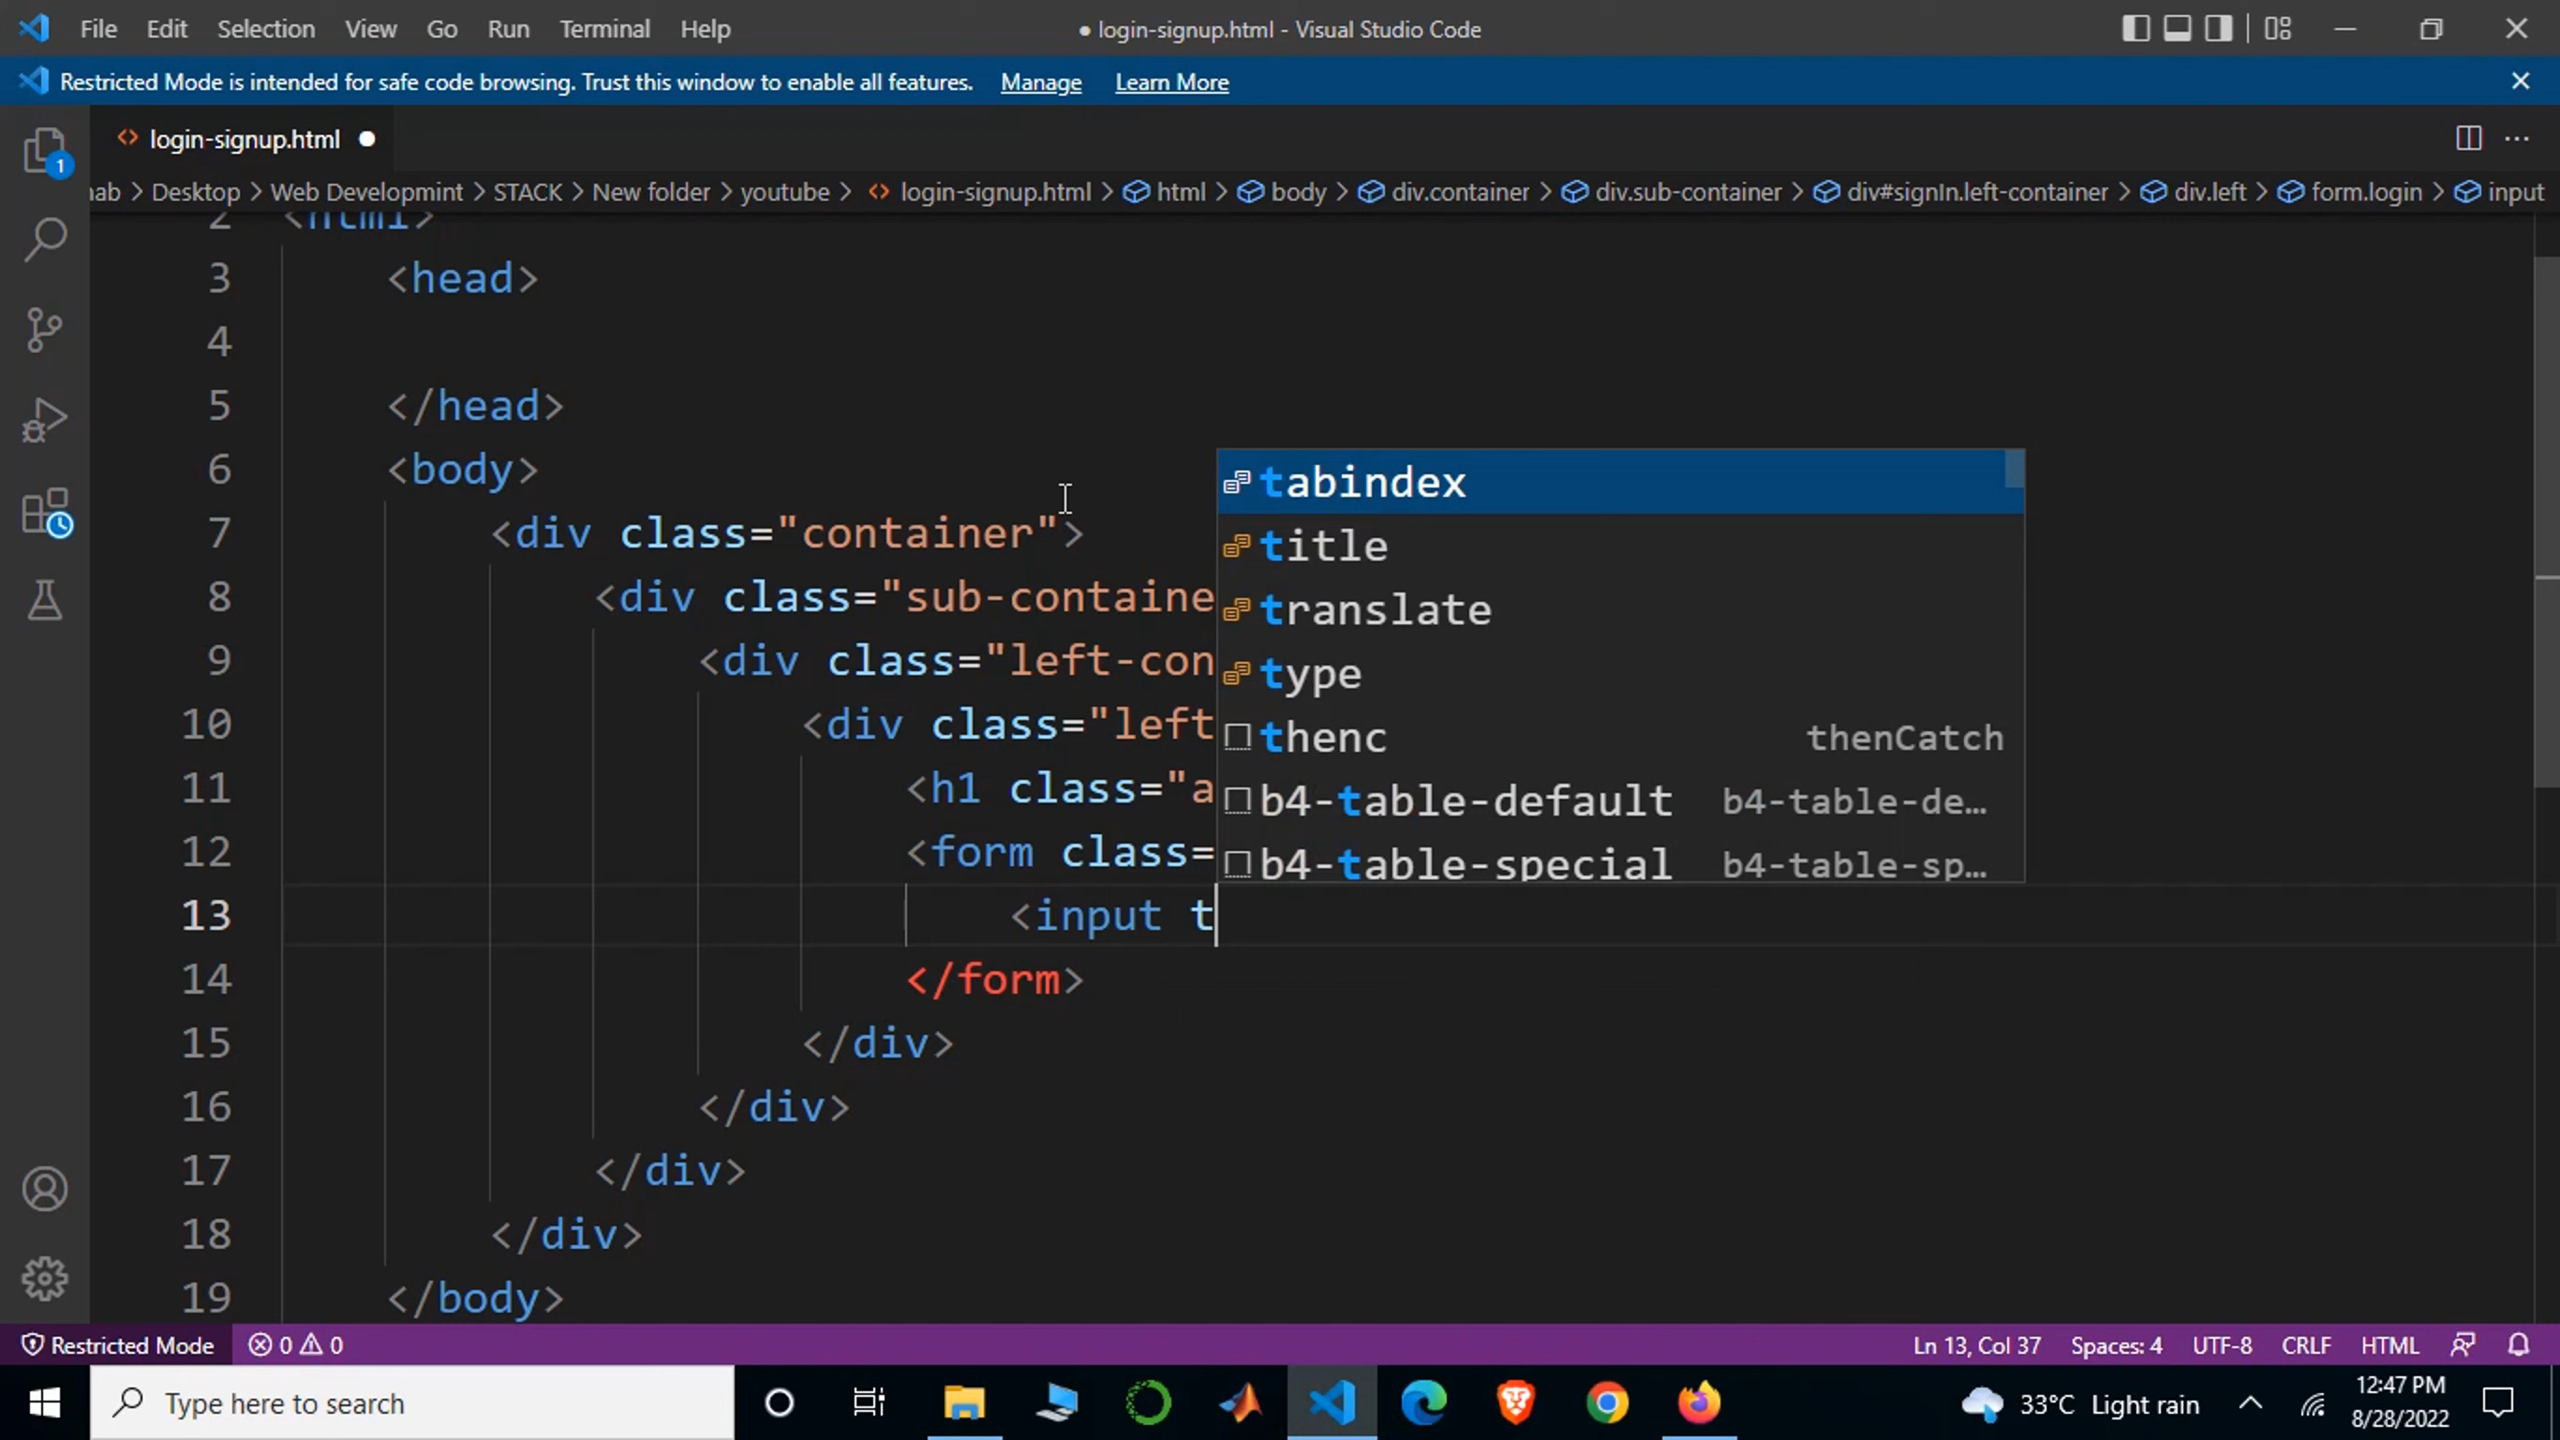 File Edit Selection View Go Run Terminal Help ● login-signup.html - Visual Studio Code
Restricted Mode is intended for safe code browsing. Trust this window to enable all features. Manage Learn More
1
<> login-signup.html ●
nab > Desktop > Web Developmint > STACK > New folder > youtube > <> login-signup.html > html > body > div.container > div.sub-container > div#signIn.left-container > div.left > form.login > input
2 <html>
3 <head>
4
5 </head>
6 <body>
7 <div class="container">
8 <div class="sub-containe
9 <div class="left-con
10 <div class="left
11 <h1 class="a
12 <form class=
13 <input t
14 </form>
15 </div>
16 </div>
17 </div>
18 </div>
19 </body>
tabindex
title
translate
type
thenc thenCatch
b4-table-default b4-table-de…
b4-table-special b4-table-sp…
Restricted Mode 0 0 Ln 13, Col 37 Spaces: 4 UTF-8 CRLF HTML
Type here to search 33°C Light rain 12:47 PM
8/28/2022